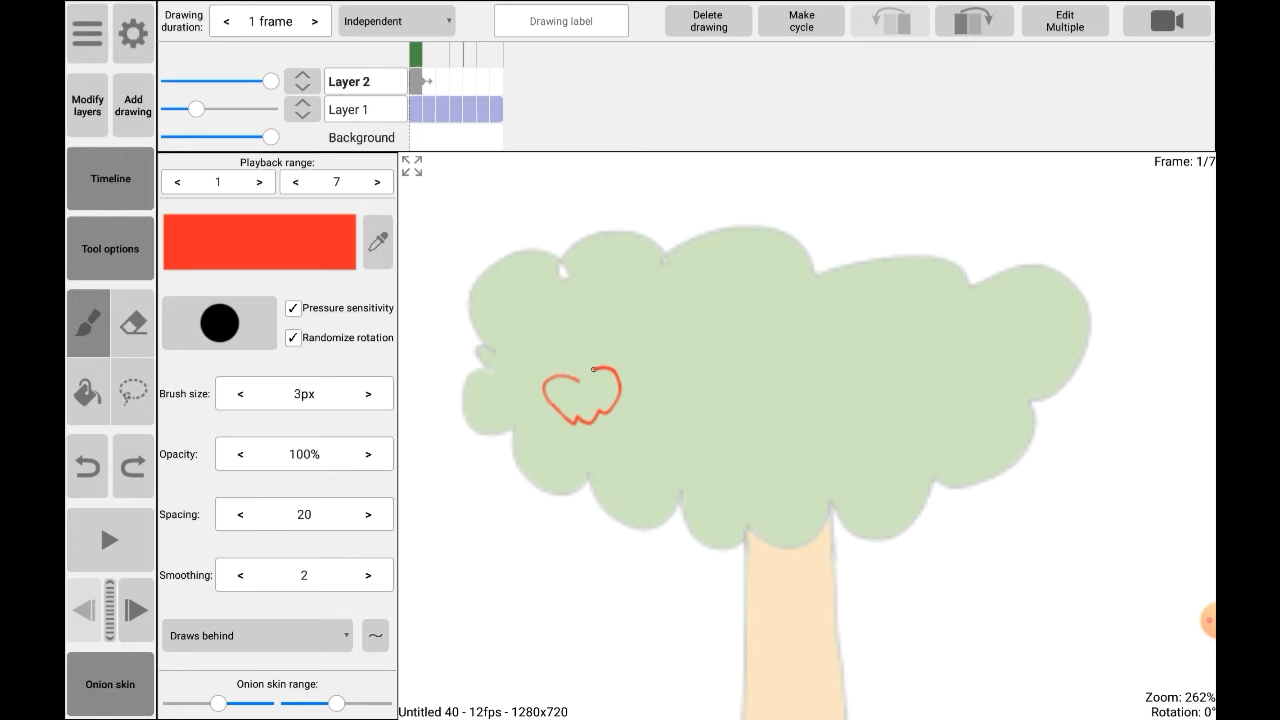 Drawing
duration:
< 1 frame >
Independent
Drawing label
Delete
drawing
Make
cycle
Edit
Multiple
Modify
layers
Add
drawing
Layer 2
Layer 1
Background
Timeline
Tool options
Playback range:
< 1 >
< 7 >
Frame: 1/7
✓ Pressure sensitivity
✓ Randomize rotation
Brush size:
< 3px >
Opacity:
< 100% >
Spacing:
< 20 >
Smoothing:
< 2 >
Draws behind
~
Onion skin
Onion skin range:
Zoom: 262%
Rotation: 0°
Untitled 40 - 12fps - 1280x720